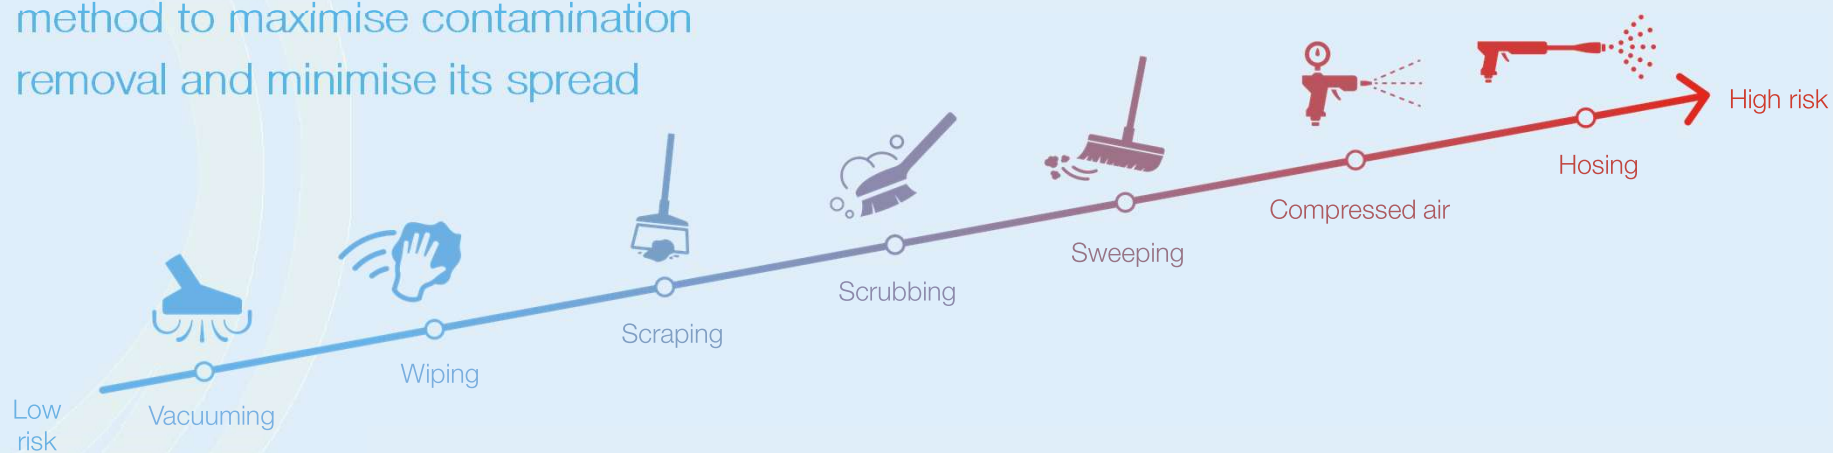 method to maximise contamination
removal and minimise its spread
High risk
Hosing
Compressed air
Sweeping
Scrubbing
Scraping
Wiping
Vacuuming
Low
risk